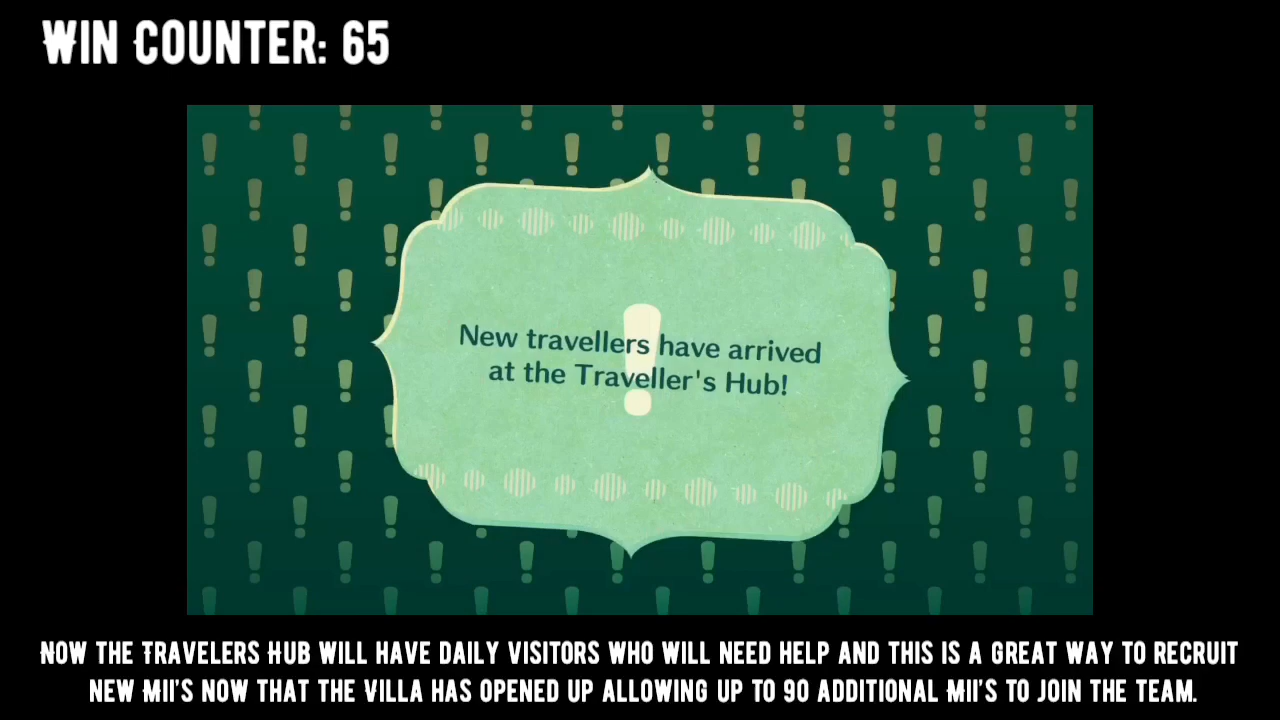 WIN COUNTER: 65
New travellers have arrived
at the Traveller's Hub!
NOW THE TRAVELERS HUB WILL HAVE DAILY VISITORS WHO WILL NEED HELP AND THIS IS A GREAT WAY TO RECRUIT
NEW MII'S NOW THAT THE VILLA HAS OPENED UP ALLOWING UP TO 90 ADDITIONAL MII'S TO JOIN THE TEAM.